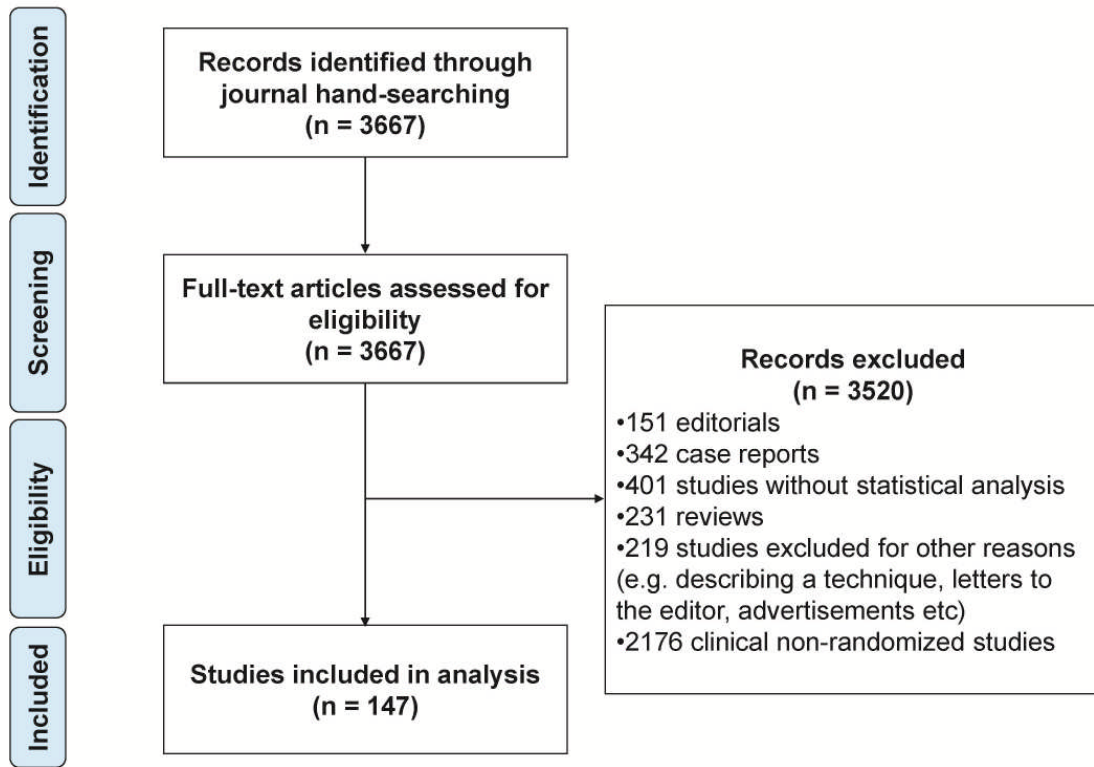 Identification
Records identified through
journal hand-searching
(n = 3667)
Screening
Full-text articles assessed for
eligibility
(n = 3667)
Records excluded
(n = 3520)
•151 editorials
•342 case reports
•401 studies without statistical analysis
•231 reviews
•219 studies excluded for other reasons
(e.g. describing a technique, letters to
the editor, advertisements etc)
•2176 clinical non-randomized studies
Eligibility
Included
Studies included in analysis
(n = 147)